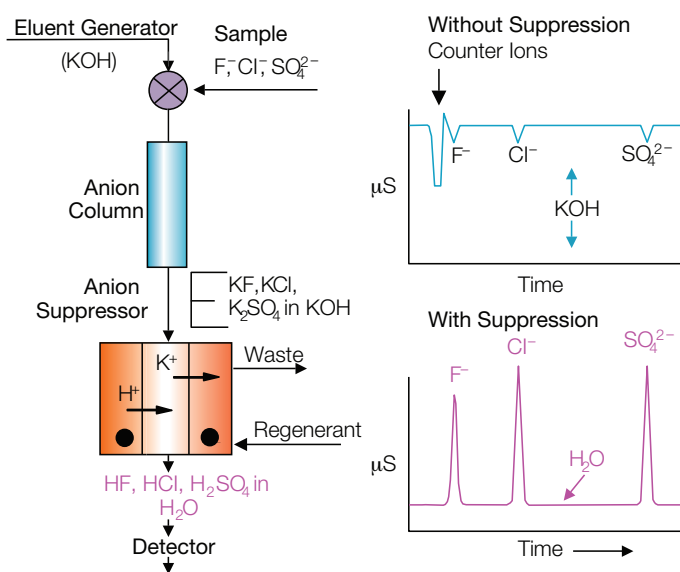 Eluent Generator
(KOH)
Sample
F⁻,Cl⁻,SO₄²⁻
Anion
Column
Anion
Suppressor
KF, KCl,
K₂SO₄ in KOH
K⁺
H⁺
Waste
Regenerant
HF, HCl, H₂SO₄ in
H₂O
Detector
Without Suppression
Counter Ions
F⁻
Cl⁻
SO₄²⁻
µS
KOH
Time
With Suppression
F⁻
Cl⁻
SO₄²⁻
H₂O
µS
Time